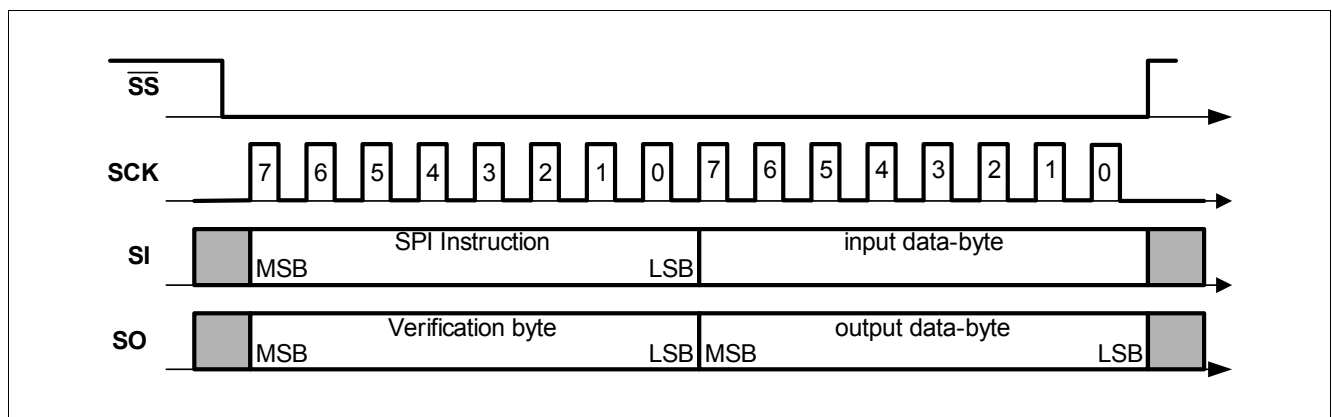 SS
SCK 7 6 5 4 3 2 1 0 7 6 5 4 3 2 1 0
SI SPI Instruction input data-byte
MSB LSB
SO Verification byte output data-byte
MSB LSB MSB LSB